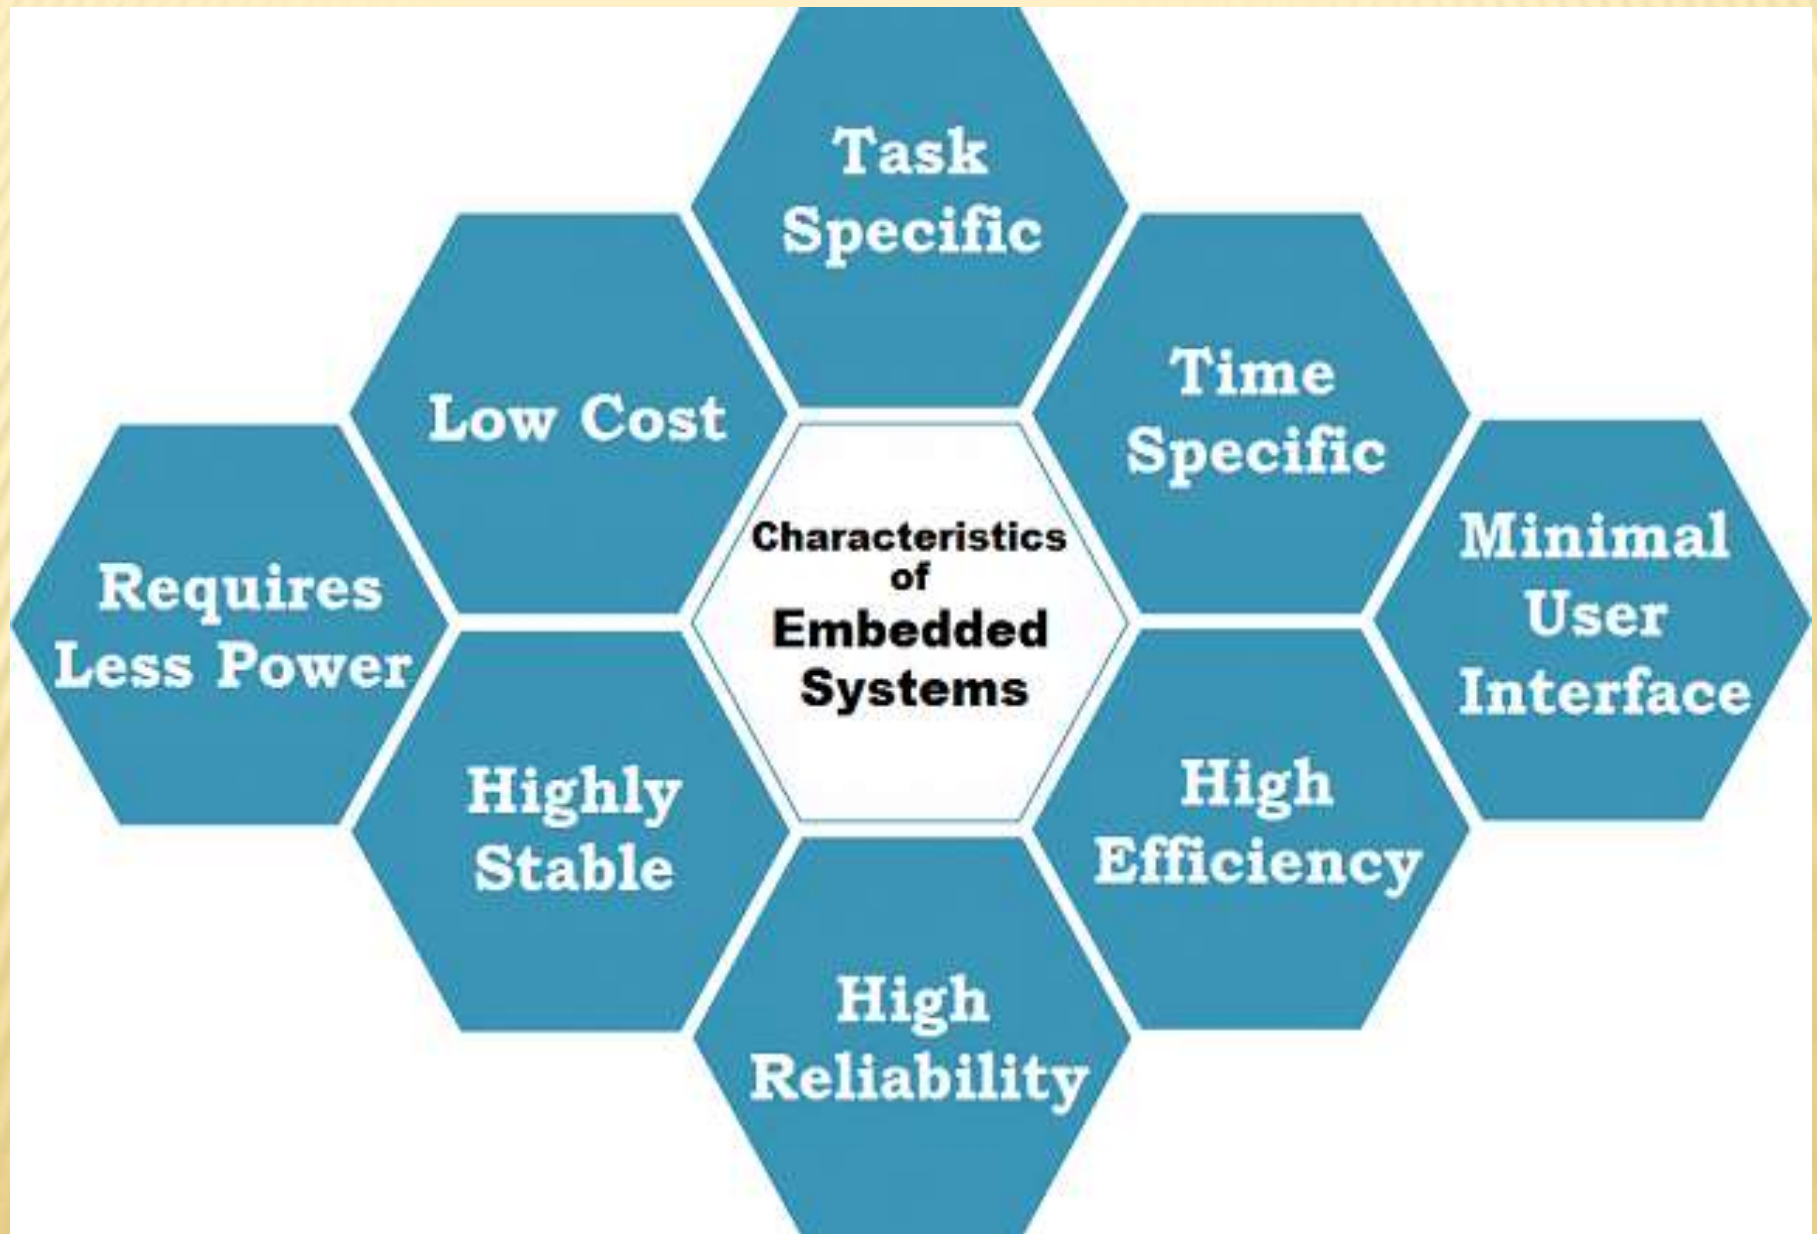 Task
Specific
Low Cost
Time
Specific
Characteristics
of
Embedded
Systems
Requires
Less Power
Minimal
User
Interface
Highly
Stable
High
Efficiency
High
Reliability